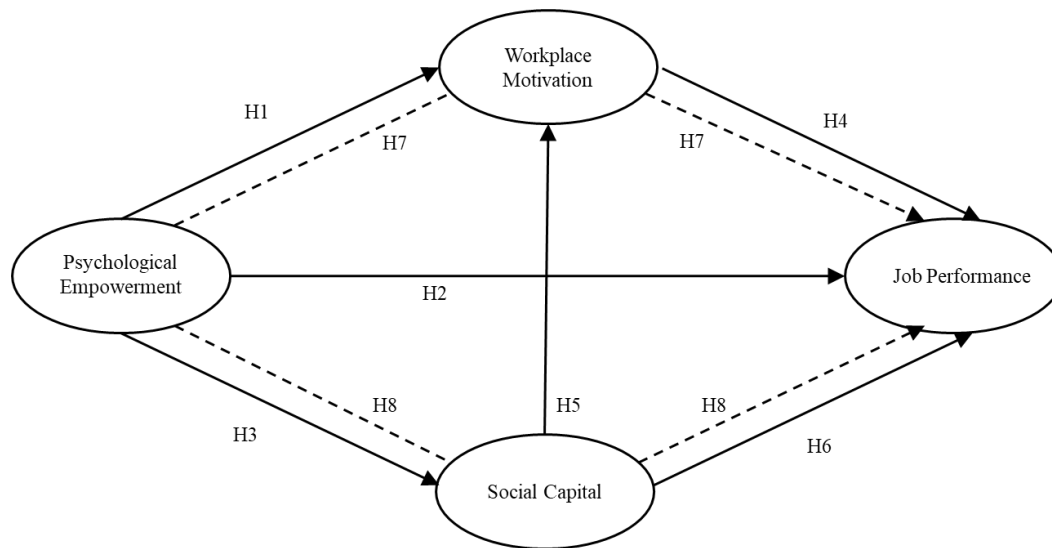 Workplace
Motivation
H1
H7
H7
H4
Psychological
Empowerment
H2
Job Performance
H3
H8
H5
H8
H6
Social Capital